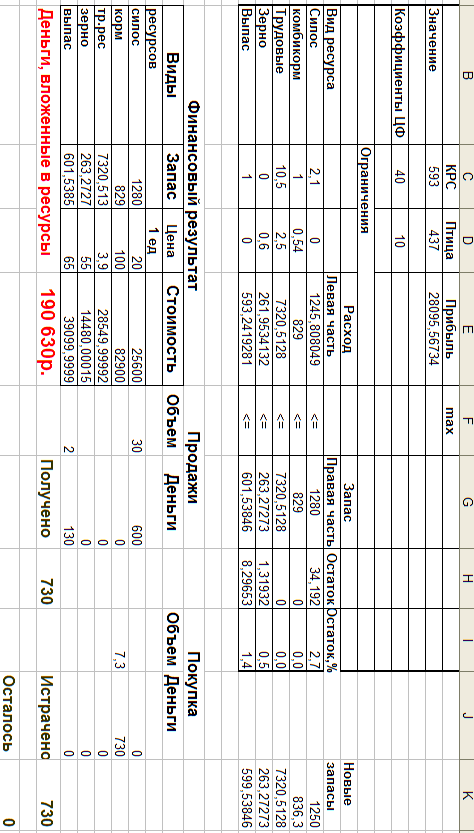 B C D E F G H I J K
КРС Птица Прибыль max
Значение 593 437 28095,56734
Коэффициенты ЦФ 40 10
Ограничения
Расход Запас Новые
Вид ресурса Левая часть Правая часть Остаток Остаток,% запасы
Силос 2,1 0 1245,808049 <= 1280 34,192 2,7 1250
комбикорм 1 0,54 829 <= 829 0 0,0 836,3
Трудовые 10,5 2,5 7320,5128 <= 7320,5128 0 0,0 7320,5128
Зерно 0 0,6 261,9534132 <= 263,27273 1,31932 0,5 263,27273
Выпас 1 0 593,2419281 <= 601,53846 8,29653 1,4 599,53846
Финансовый результат Продажи Покупка
Виды Запас Цена Стоимость Объем Деньги Объем Деньги
ресурсов 1 ед
силос 1280 20 25600 30 600 0
корм 829 100 82900 0 7,3 730
тр.рес 7320,513 3,9 28549,99992 0 0
зерно 263,2727 55 14480,00015 0 0
выпас 601,5385 65 39099,9999 2 130 0
Деньги, вложенные в ресурсы 190 630р. Получено 730 Истрачено 730
Осталось 0